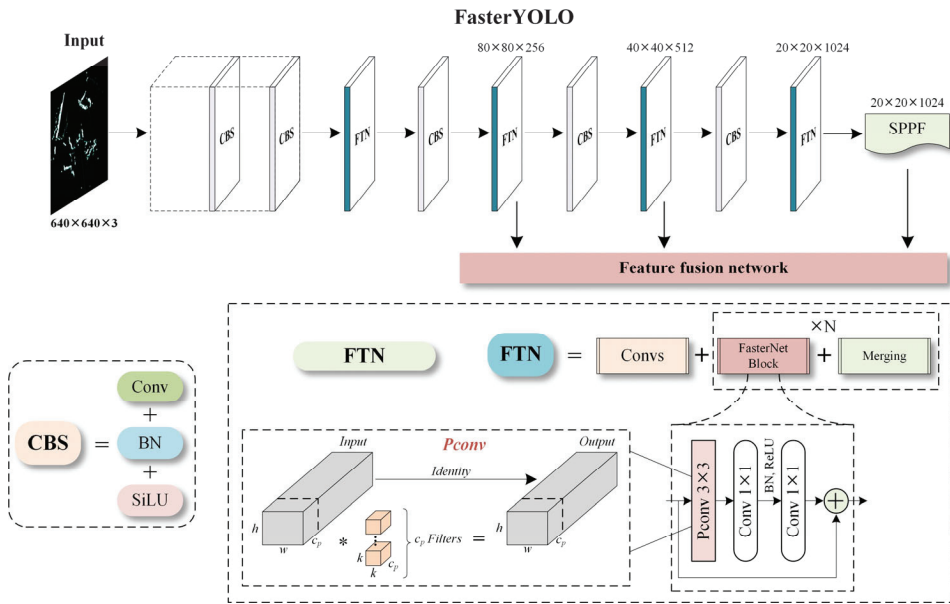 FasterYOLO
Input
80×80×256
40×40×512
20×20×1024
20×20×1024
CBS
CBS
FTN
CBS
FTN
CBS
FTN
CBS
FTN
SPPF
640×640×3
Feature fusion network
×N
FTN
FTN = Convs + FasterNet Block + Merging
CBS = Conv + BN + SiLU
Input
Pconv
Output
Identity
h
w
c_p
*
k
k
c_p
c_p Filters
=
h
w
c_p
Pconv 3×3
Conv 1×1
BN, ReLU
Conv 1×1
+